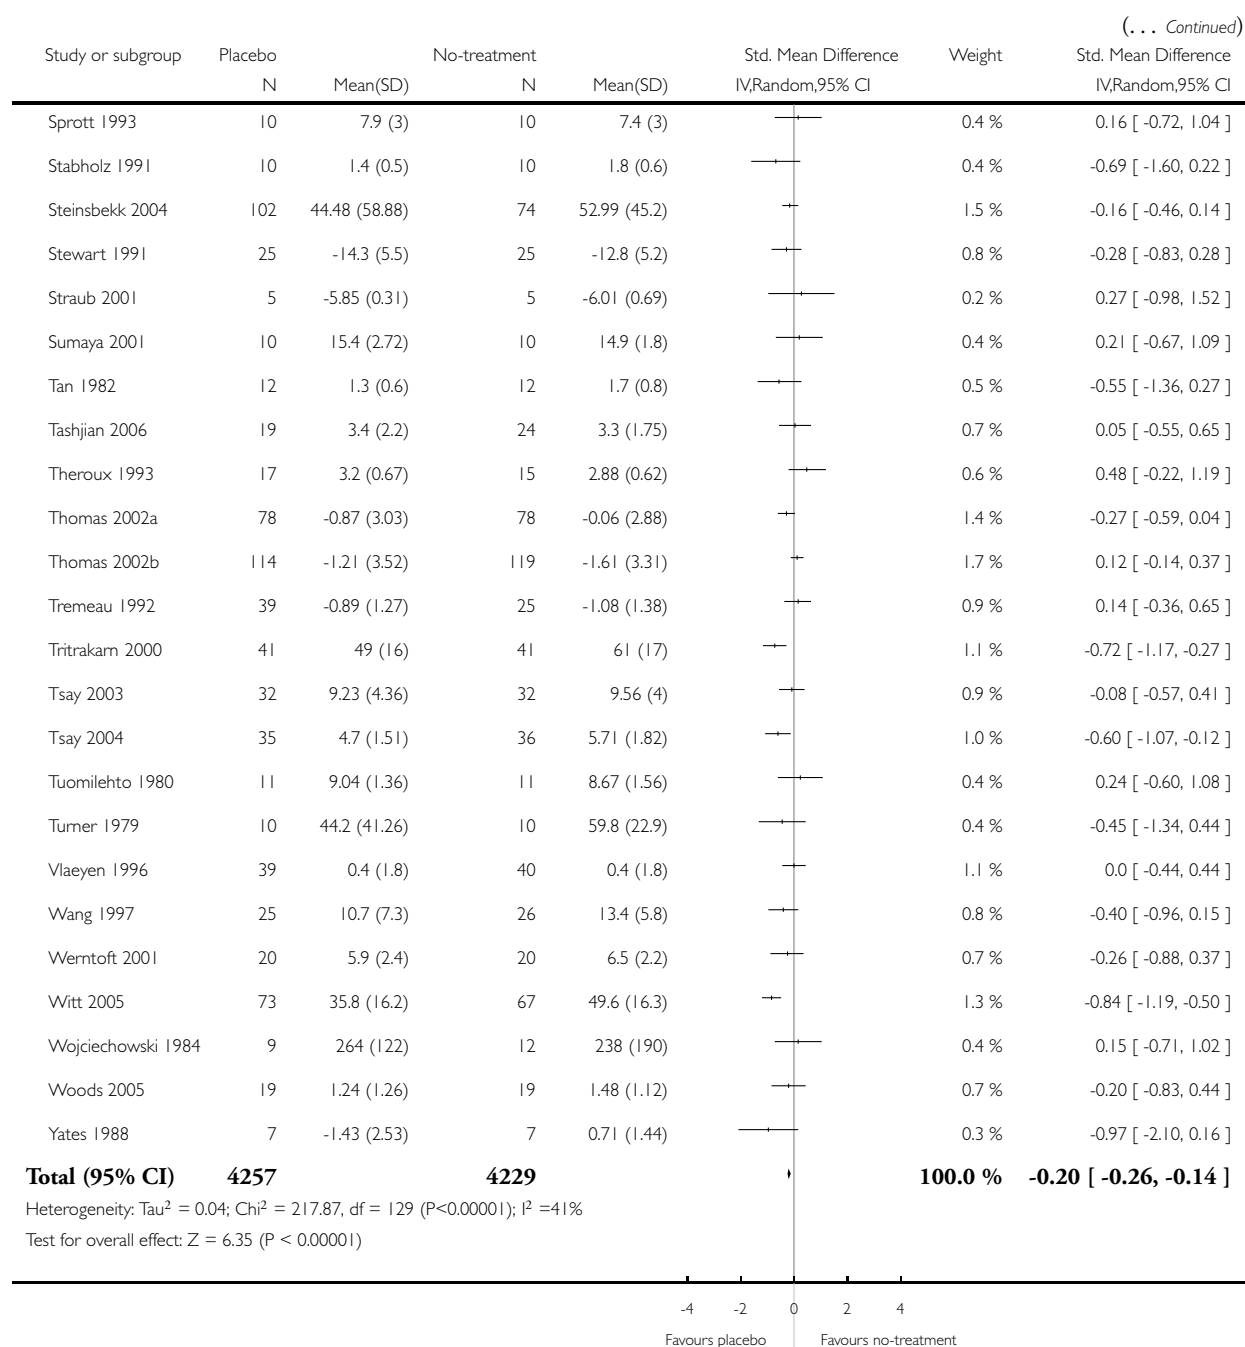 (... Continued)
Study or subgroup Placebo No-treatment Std. Mean Difference Weight Std. Mean Difference
N Mean(SD) N Mean(SD) IV,Random,95% CI IV,Random,95% CI
Sprott 1993 10 7.9 (3) 10 7.4 (3) 0.4 % 0.16 [ -0.72, 1.04 ]
Stabholz 1991 10 1.4 (0.5) 10 1.8 (0.6) 0.4 % -0.69 [ -1.60, 0.22 ]
Steinsbekk 2004 102 44.48 (58.88) 74 52.99 (45.2) 1.5 % -0.16 [ -0.46, 0.14 ]
Stewart 1991 25 -14.3 (5.5) 25 -12.8 (5.2) 0.8 % -0.28 [ -0.83, 0.28 ]
Straub 2001 5 -5.85 (0.31) 5 -6.01 (0.69) 0.2 % 0.27 [ -0.98, 1.52 ]
Sumaya 2001 10 15.4 (2.72) 10 14.9 (1.8) 0.4 % 0.21 [ -0.67, 1.09 ]
Tan 1982 12 1.3 (0.6) 12 1.7 (0.8) 0.5 % -0.55 [ -1.36, 0.27 ]
Tashjian 2006 19 3.4 (2.2) 24 3.3 (1.75) 0.7 % 0.05 [ -0.55, 0.65 ]
Theroux 1993 17 3.2 (0.67) 15 2.88 (0.62) 0.6 % 0.48 [ -0.22, 1.19 ]
Thomas 2002a 78 -0.87 (3.03) 78 -0.06 (2.88) 1.4 % -0.27 [ -0.59, 0.04 ]
Thomas 2002b 114 -1.21 (3.52) 119 -1.61 (3.31) 1.7 % 0.12 [ -0.14, 0.37 ]
Tremeau 1992 39 -0.89 (1.27) 25 -1.08 (1.38) 0.9 % 0.14 [ -0.36, 0.65 ]
Tritrakarn 2000 41 49 (16) 41 61 (17) 1.1 % -0.72 [ -1.17, -0.27 ]
Tsay 2003 32 9.23 (4.36) 32 9.56 (4) 0.9 % -0.08 [ -0.57, 0.41 ]
Tsay 2004 35 4.7 (1.51) 36 5.71 (1.82) 1.0 % -0.60 [ -1.07, -0.12 ]
Tuomilehto 1980 11 9.04 (1.36) 11 8.67 (1.56) 0.4 % 0.24 [ -0.60, 1.08 ]
Turner 1979 10 44.2 (41.26) 10 59.8 (22.9) 0.4 % -0.45 [ -1.34, 0.44 ]
Vlaeyen 1996 39 0.4 (1.8) 40 0.4 (1.8) 1.1 % 0.0 [ -0.44, 0.44 ]
Wang 1997 25 10.7 (7.3) 26 13.4 (5.8) 0.8 % -0.40 [ -0.96, 0.15 ]
Werntoft 2001 20 5.9 (2.4) 20 6.5 (2.2) 0.7 % -0.26 [ -0.88, 0.37 ]
Witt 2005 73 35.8 (16.2) 67 49.6 (16.3) 1.3 % -0.84 [ -1.19, -0.50 ]
Wojciechowski 1984 9 264 (122) 12 238 (190) 0.4 % 0.15 [ -0.71, 1.02 ]
Woods 2005 19 1.24 (1.26) 19 1.48 (1.12) 0.7 % -0.20 [ -0.83, 0.44 ]
Yates 1988 7 -1.43 (2.53) 7 0.71 (1.44) 0.3 % -0.97 [ -2.10, 0.16 ]
Total (95% CI) 4257 4229 100.0 % -0.20 [ -0.26, -0.14 ]
Heterogeneity: Tau² = 0.04; Chi² = 217.87, df = 129 (P<0.00001); I² =41%
Test for overall effect: Z = 6.35 (P < 0.00001)
-4 -2 0 2 4
Favours placebo Favours no-treatment